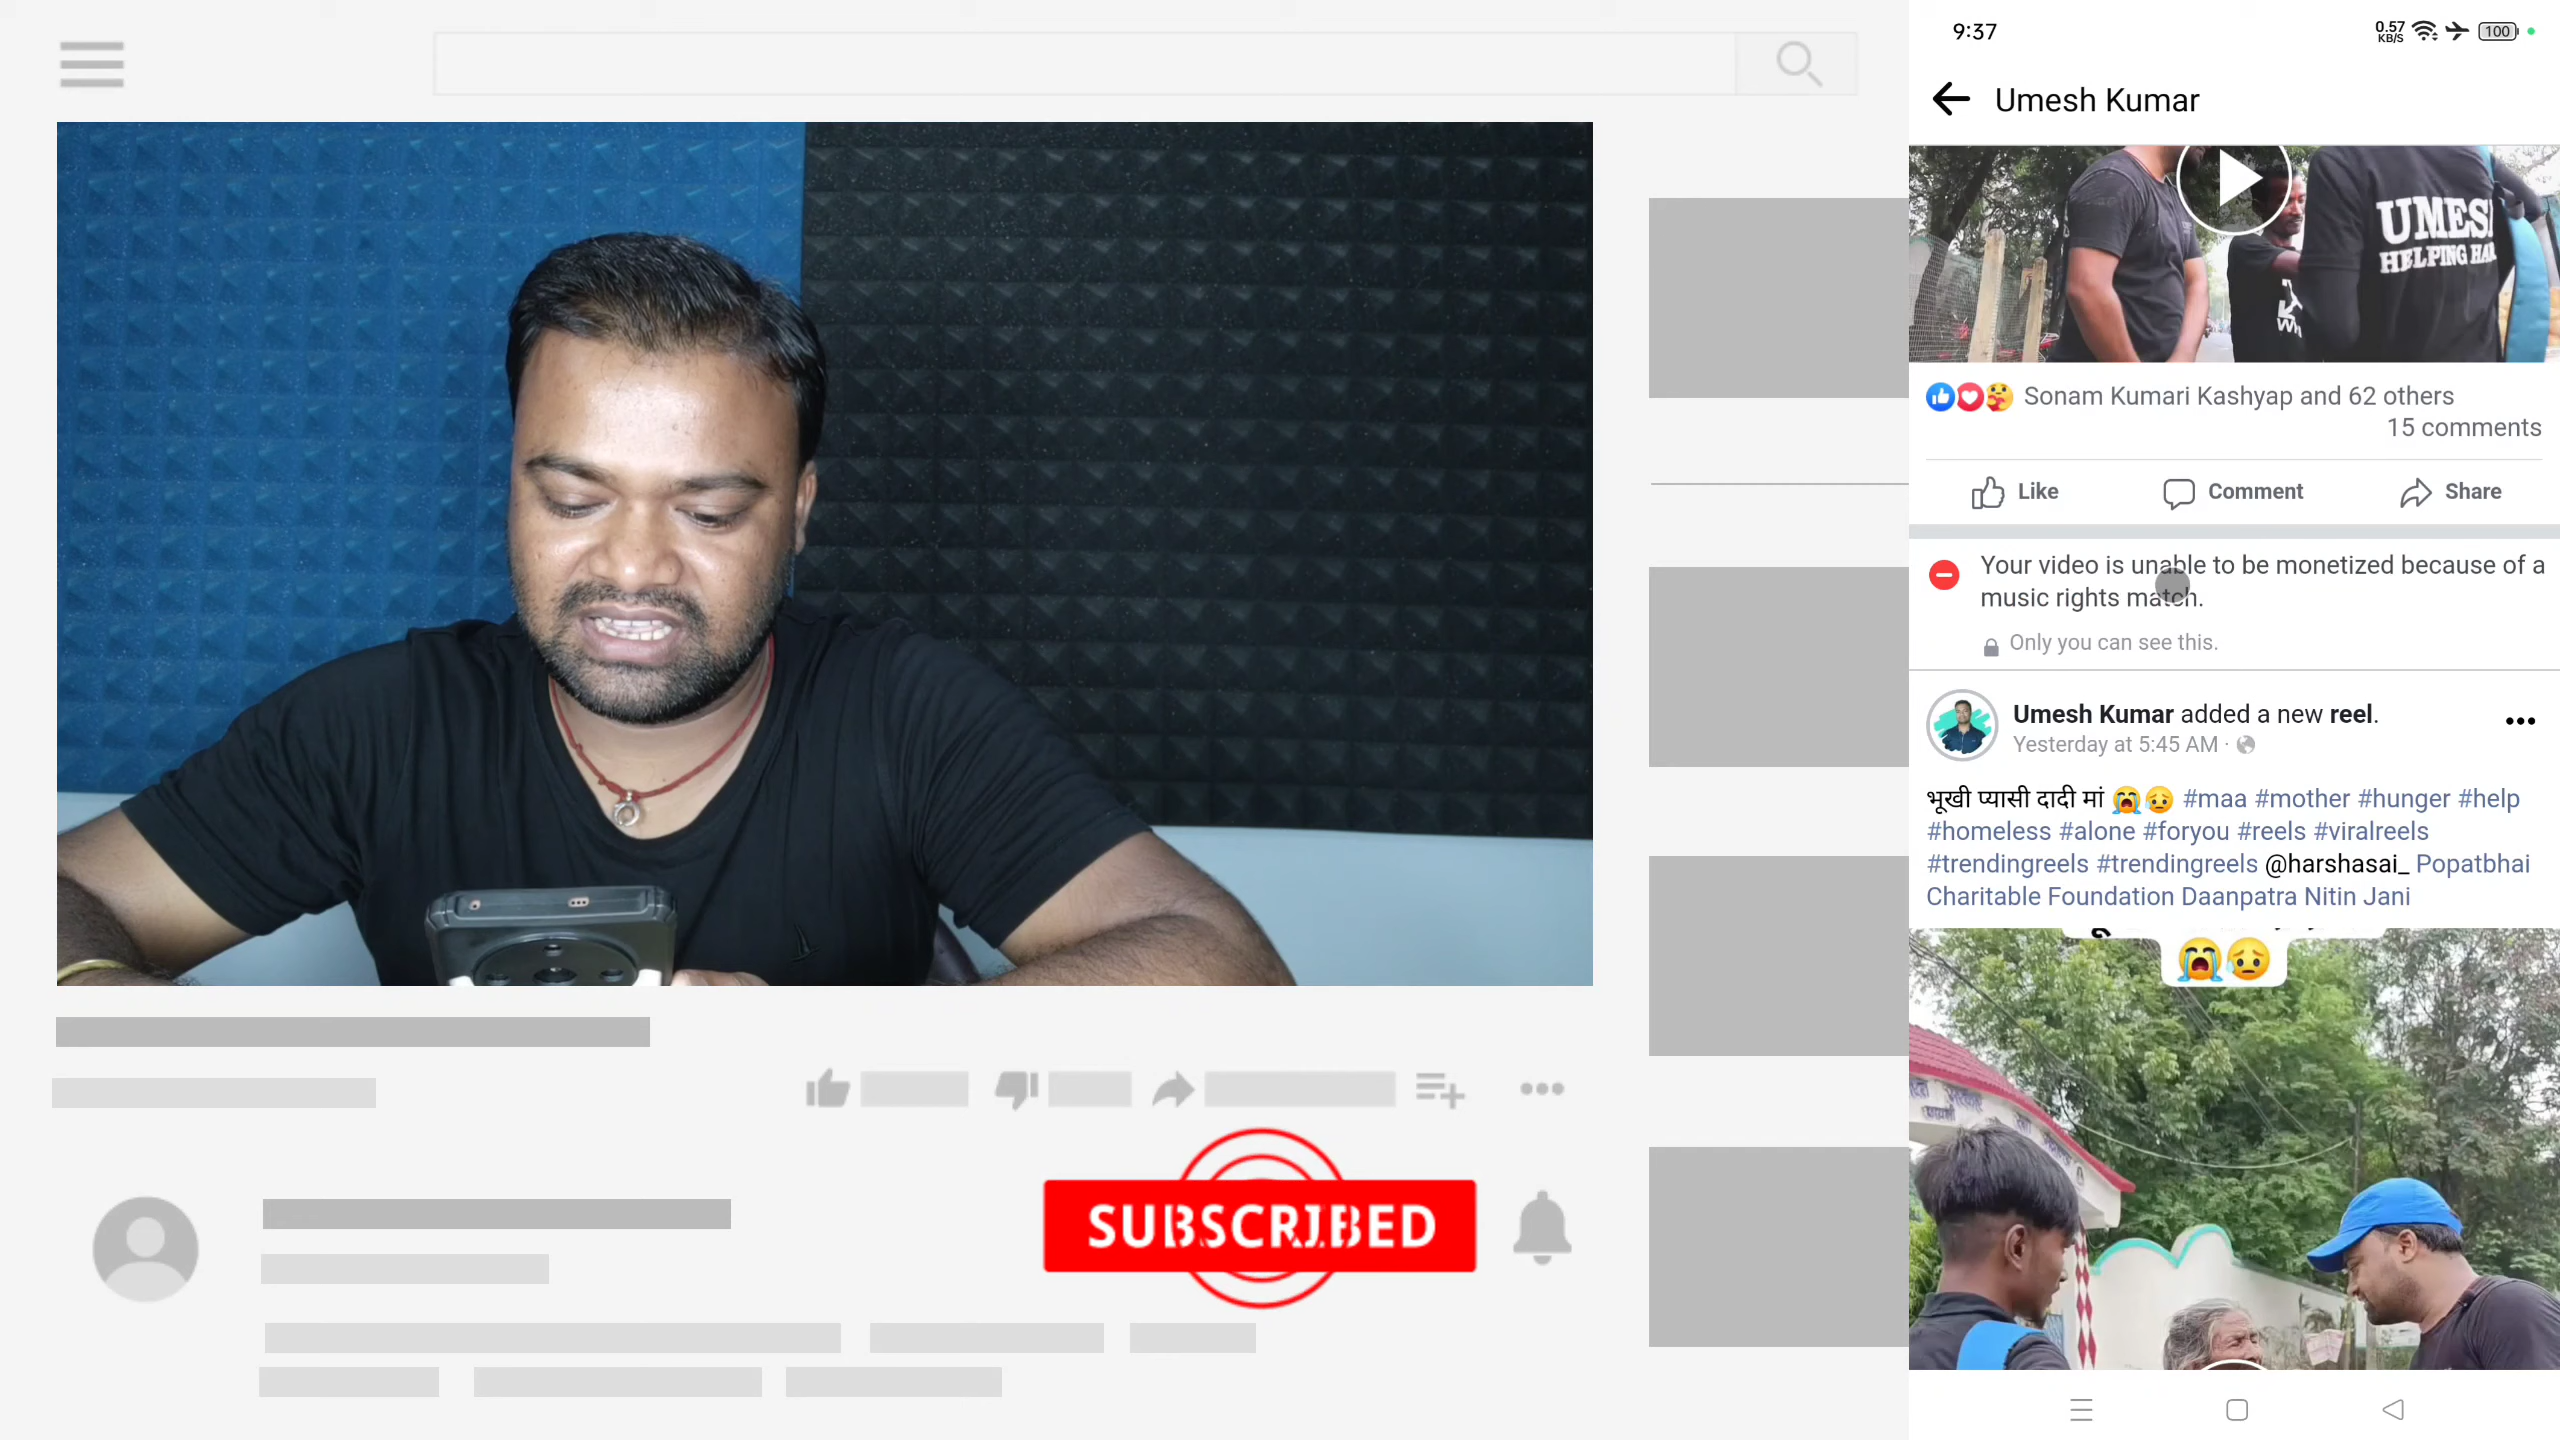 9:37
0.57
KB/S
100
Umesh Kumar
UMES
HELPING HA
Sonam Kumari Kashyap and 62 others
15 comments
Like
Comment
Share
Your video is unable to be monetized because of a
music rights match.
Only you can see this.
Umesh Kumar added a new reel.
Yesterday at 5:45 AM ·
भूखी प्यासी दादी मां 😭😥 #maa #mother #hunger #help
#homeless #alone #foryou #reels #viralreels
#trendingreels #trendingreels @harshasai_ Popatbhai
Charitable Foundation Daanpatra Nitin Jani
SUBSCRIBED